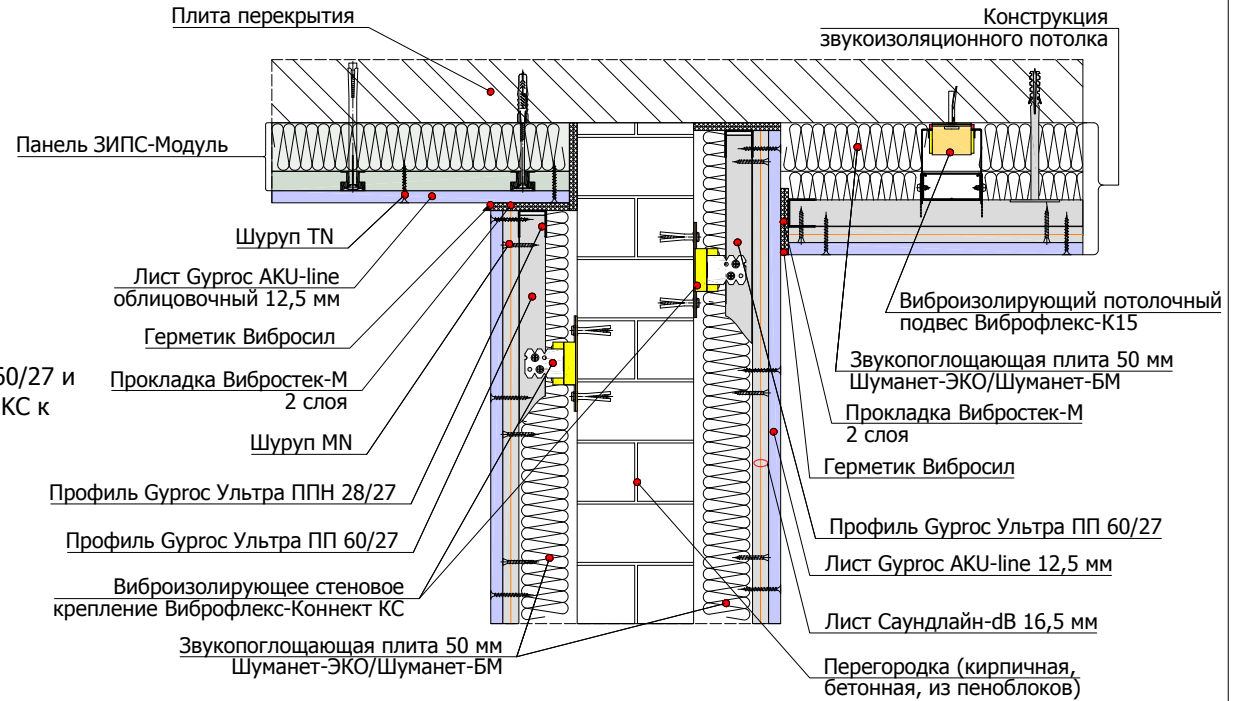 Плита перекрытия
Конструкция
звукоизоляционного потолка
Панель ЗИПС-Модуль
Шуруп TN
Лист Gyproc AKU-line
облицовочный 12,5 мм
Герметик Вибросил
60/27 и
КС к
Прокладка Вибростек-М
2 слоя
Шуруп MN
Профиль Gyproc Ультра ППН 28/27
Профиль Gyproc Ультра ПП 60/27
Виброизолирующее стеновое
крепление Виброфлекс-Коннект КС
Звукопоглощающая плита 50 мм
Шуманет-ЭКО/Шуманет-БМ
Виброизолирующий потолочный
подвес Виброфлекс-К15
Звукопоглощающая плита 50 мм
Шуманет-ЭКО/Шуманет-БМ
Прокладка Вибростек-М
2 слоя
Герметик Вибросил
Профиль Gyproc Ультра ПП 60/27
Лист Gyproc AKU-line 12,5 мм
Лист Саундлайн-dB 16,5 мм
Перегородка (кирпичная,
бетонная, из пеноблоков)